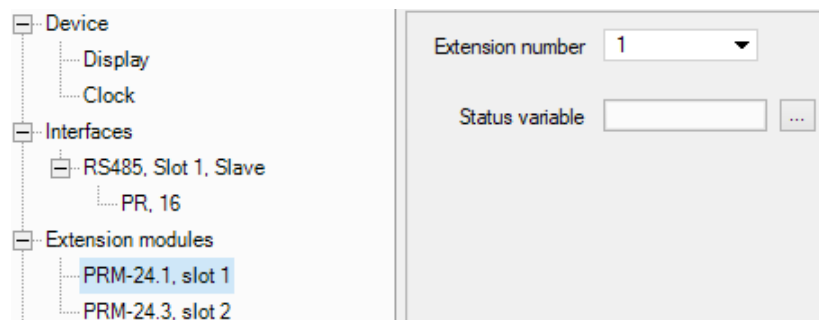 Device
Display
Clock
Interfaces
RS485, Slot 1, Slave
PR, 16
Extension modules
PRM-24.1, slot 1
PRM-24.3, slot 2
Extension number 1
Status variable ...